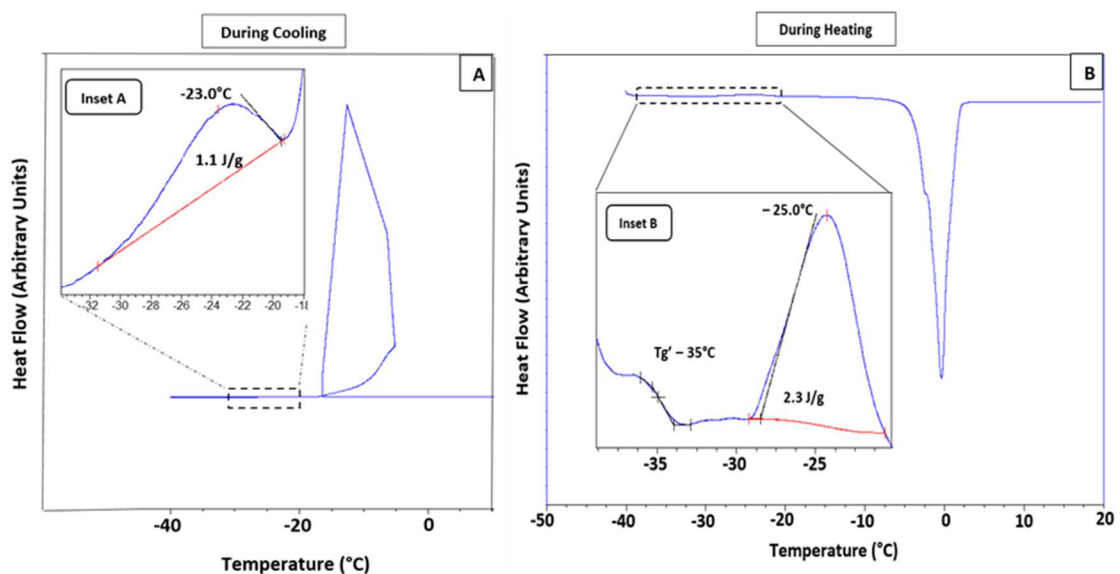 During Cooling
A
Inset A
-23.0°C
1.1 J/g
-32 -30 -28 -26 -24 -22 -20 -18
Heat Flow (Arbitrary Units)
-40 -20 0
Temperature (°C)
During Heating
B
Inset B
– 25.0°C
Tg' – 35°C
2.3 J/g
-35 -30 -25
Heat Flow (Arbitrary Units)
-50 -40 -30 -20 -10 0 10 20
Temperature (°C)